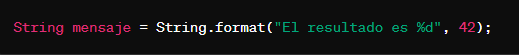 String mensaje = String.format("El resultado es %d", 42);